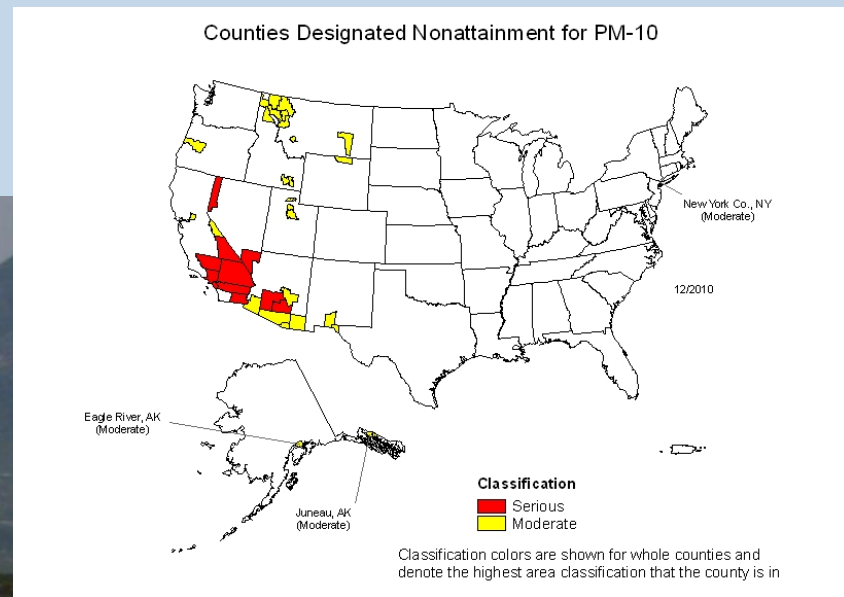 Counties Designated Nonattainment for PM-10
New York Co., NY
(Moderate)
12/2010
Eagle River, AK
(Moderate)
Juneau, AK
(Moderate)
Classification
Serious
Moderate
Classification colors are shown for whole counties and
denote the highest area classification that the county is in